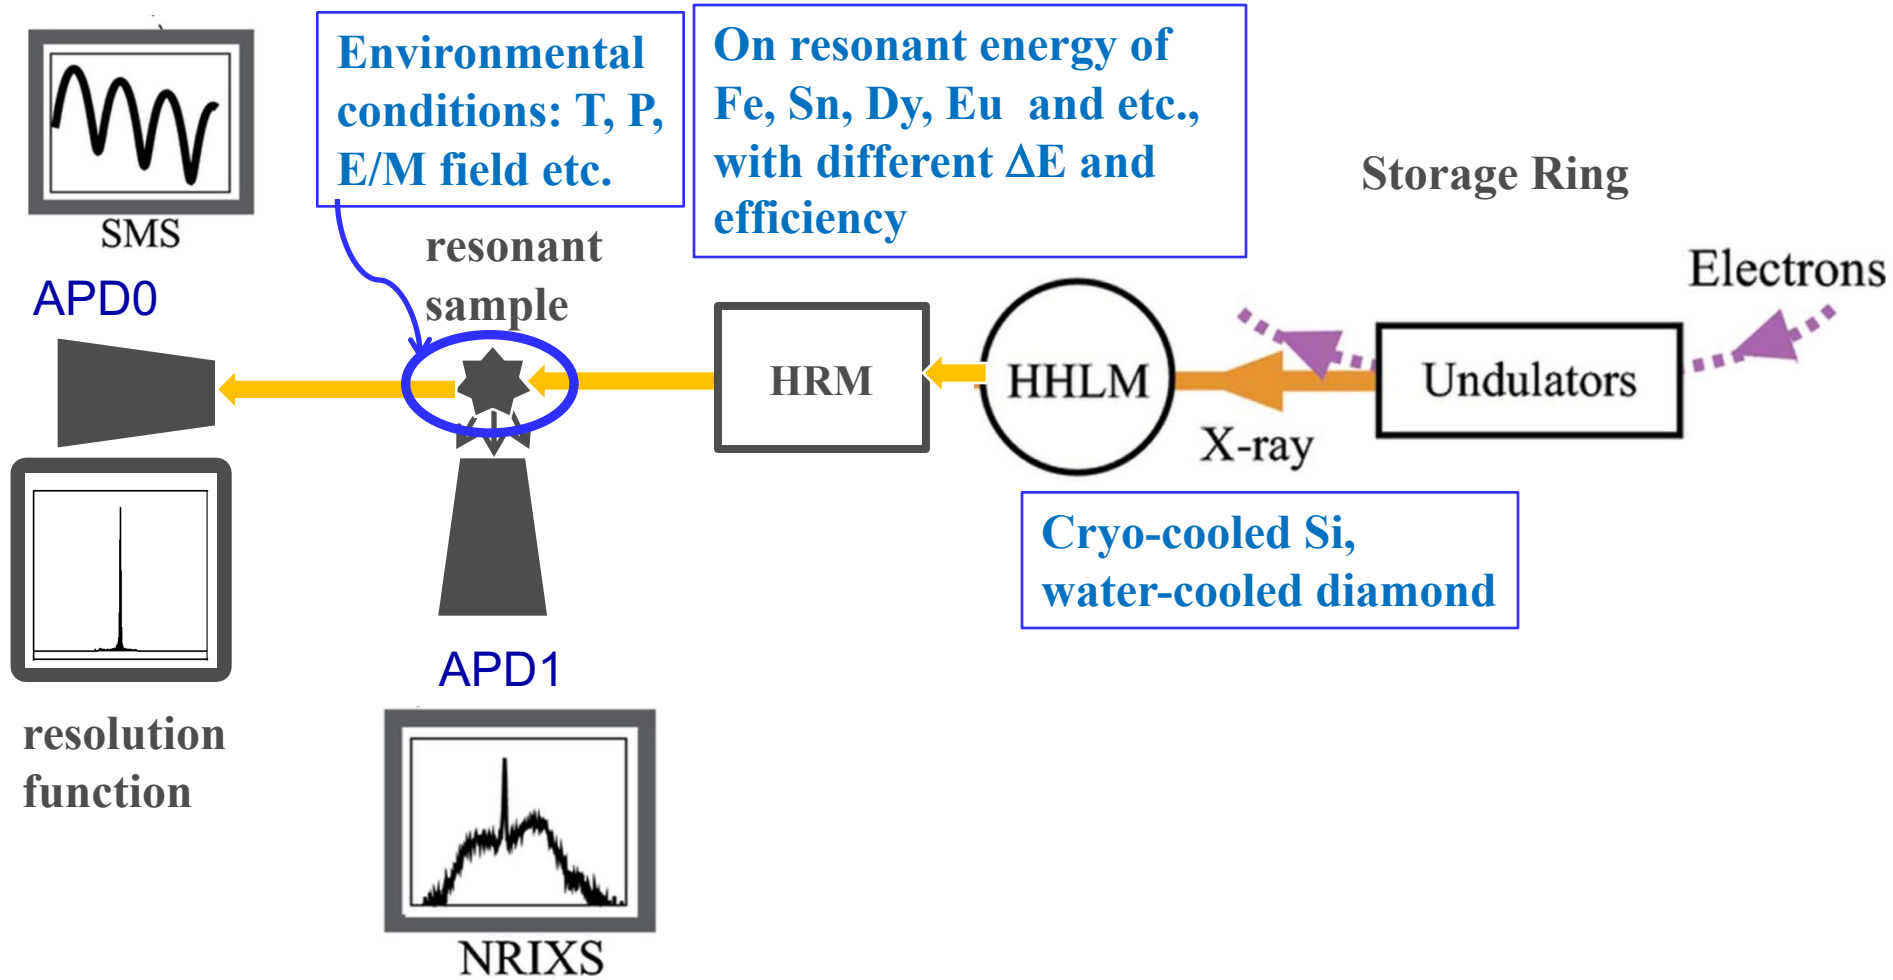 Environmental
conditions: T, P,
E/M field etc.
On resonant energy of
Fe, Sn, Dy, Eu and etc.,
with different ΔE and
efficiency
Storage Ring
SMS
resonant
sample
Electrons
APD0
HRM
HHLM
Undulators
X-ray
Cryo-cooled Si,
water-cooled diamond
APD1
resolution
function
NRIXS